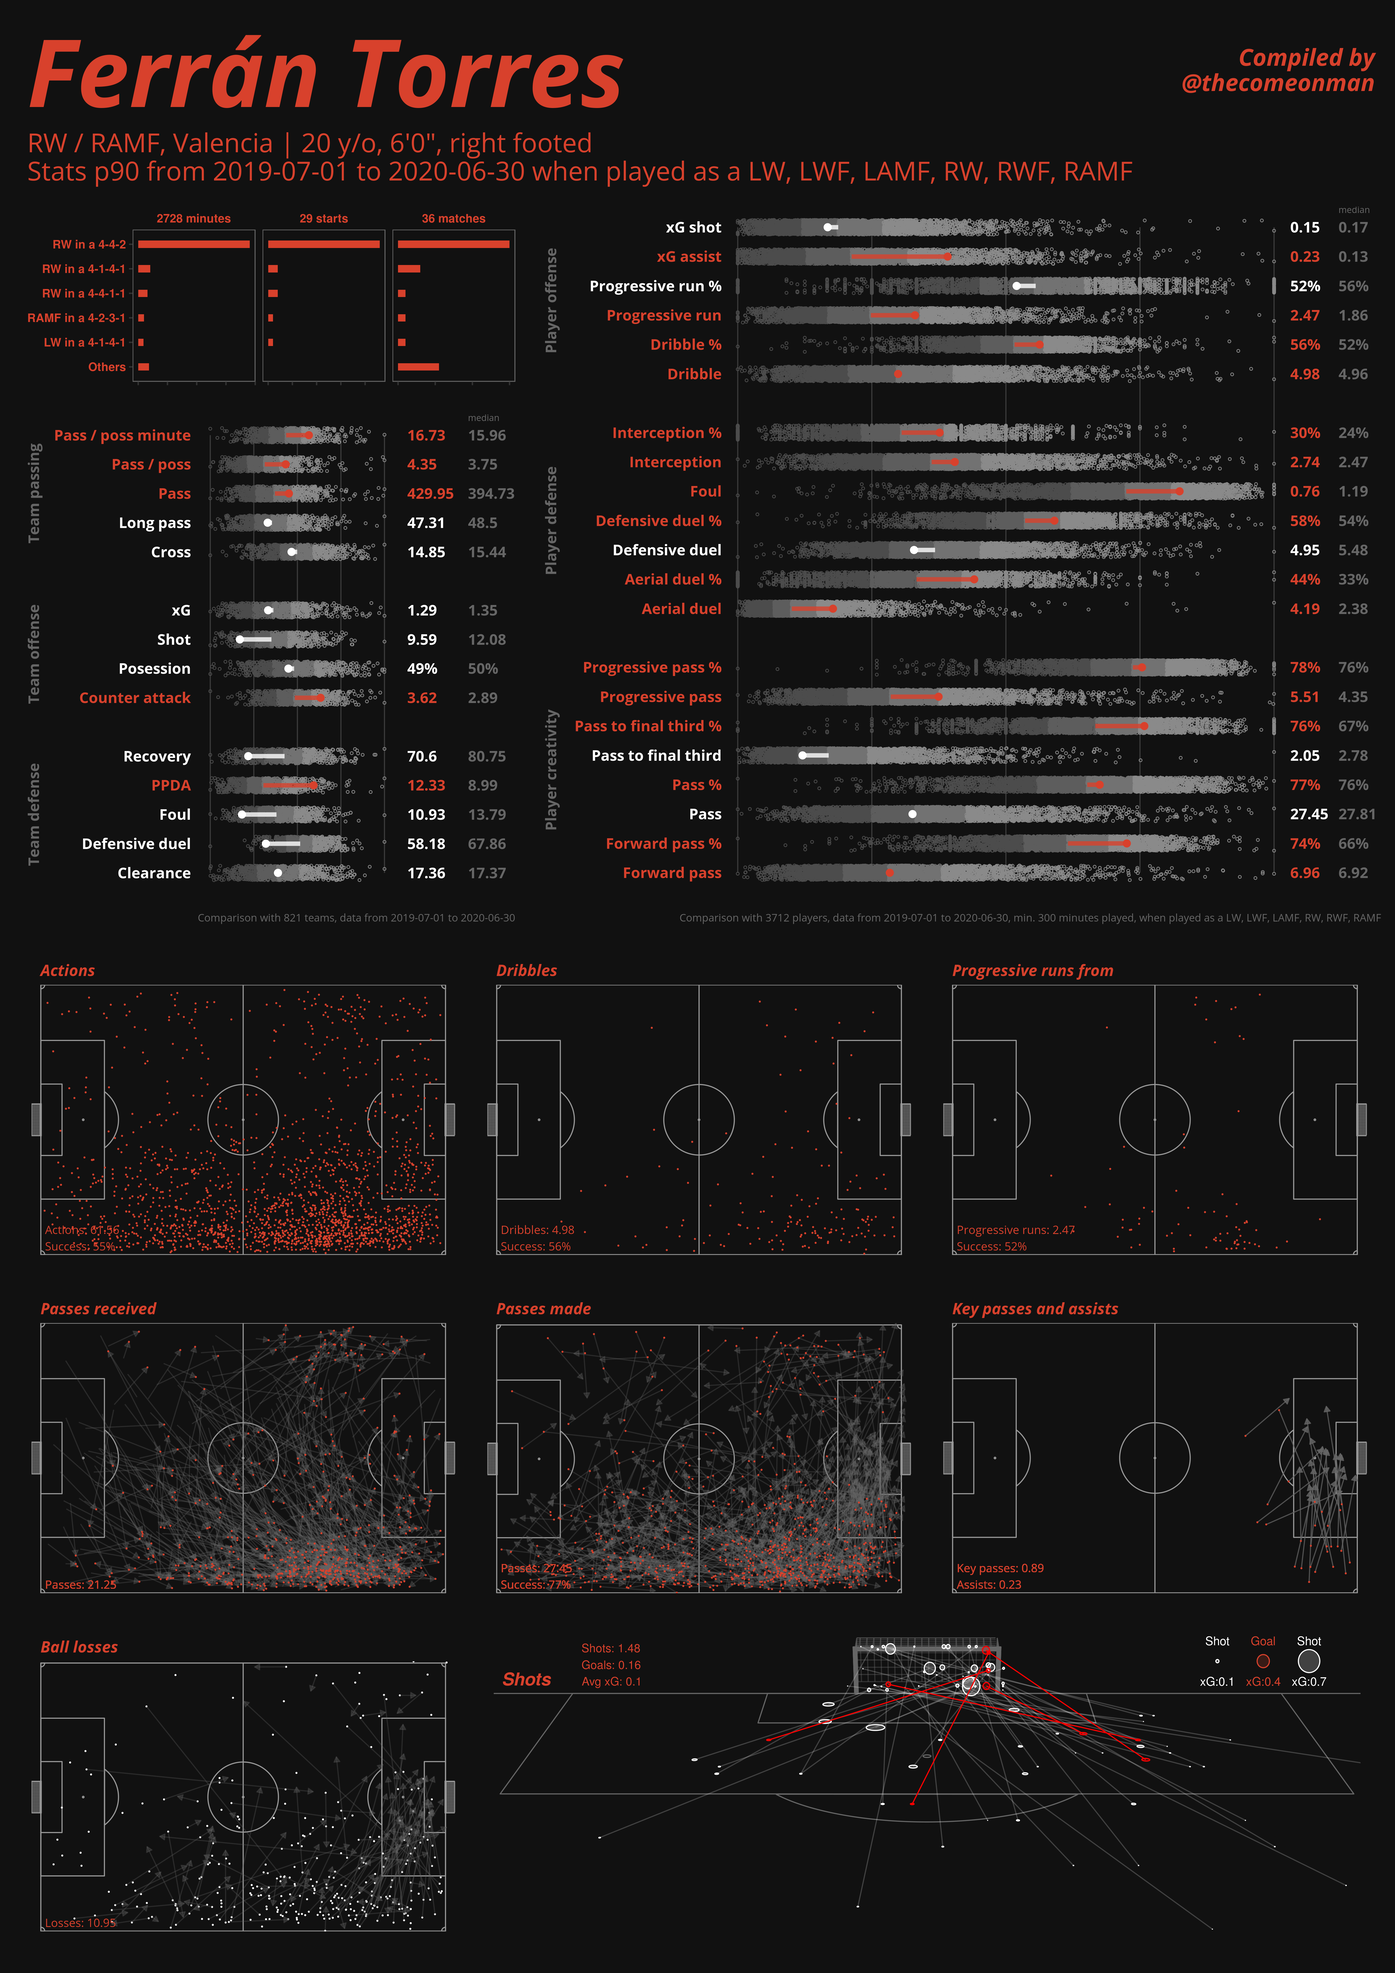 Ferrán Torres
Compiled by
@thecomeonman
RW / RAMF, Valencia | 20 y/o, 6'0", right footed
Stats p90 from 2019-07-01 to 2020-06-30 when played as a LW, LWF, LAMF, RW, RWF, RAMF
2728 minutes 29 starts 36 matches
RW in a 4-4-2
RW in a 4-1-4-1
RW in a 4-4-1-1
RAMF in a 4-2-3-1
LW in a 4-1-4-1
Others
median
Team passing
Pass / poss minute 16.73 15.96
Pass / poss 4.35 3.75
Pass 429.95 394.73
Long pass 47.31 48.5
Cross 14.85 15.44
Team offense
xG 1.29 1.35
Shot 9.59 12.08
Posession 49% 50%
Counter attack 3.62 2.89
Team defense
Recovery 70.6 80.75
PPDA 12.33 8.99
Foul 10.93 13.79
Defensive duel 58.18 67.86
Clearance 17.36 17.37
Comparison with 821 teams, data from 2019-07-01 to 2020-06-30
median
Player offense
xG shot 0.15 0.17
xG assist 0.23 0.13
Progressive run % 52% 56%
Progressive run 2.47 1.86
Dribble % 56% 52%
Dribble 4.98 4.96
Player defense
Interception % 30% 24%
Interception 2.74 2.47
Foul 0.76 1.19
Defensive duel % 58% 54%
Defensive duel 4.95 5.48
Aerial duel % 44% 33%
Aerial duel 4.19 2.38
Player creativity
Progressive pass % 78% 76%
Progressive pass 5.51 4.35
Pass to final third % 76% 67%
Pass to final third 2.05 2.78
Pass % 77% 76%
Pass 27.45 27.81
Forward pass % 74% 66%
Forward pass 6.96 6.92
Comparison with 3712 players, data from 2019-07-01 to 2020-06-30, min. 300 minutes played, when played as a LW, LWF, LAMF, RW, RWF, RAMF
Actions
Actions:
Success: 55%
Dribbles
Dribbles: 4.98
Success: 56%
Progressive runs from
Progressive runs: 2.47
Success: 52%
Passes received
Passes: 21.25
Passes made
Passes: 27.45
Success: 77%
Key passes and assists
Key passes: 0.89
Assists: 0.23
Ball losses
Losses: 10.95
Shots
Shots: 1.48
Goals: 0.16
Avg xG: 0.1
Shot Goal Shot
xG:0.1 xG:0.4 xG:0.7